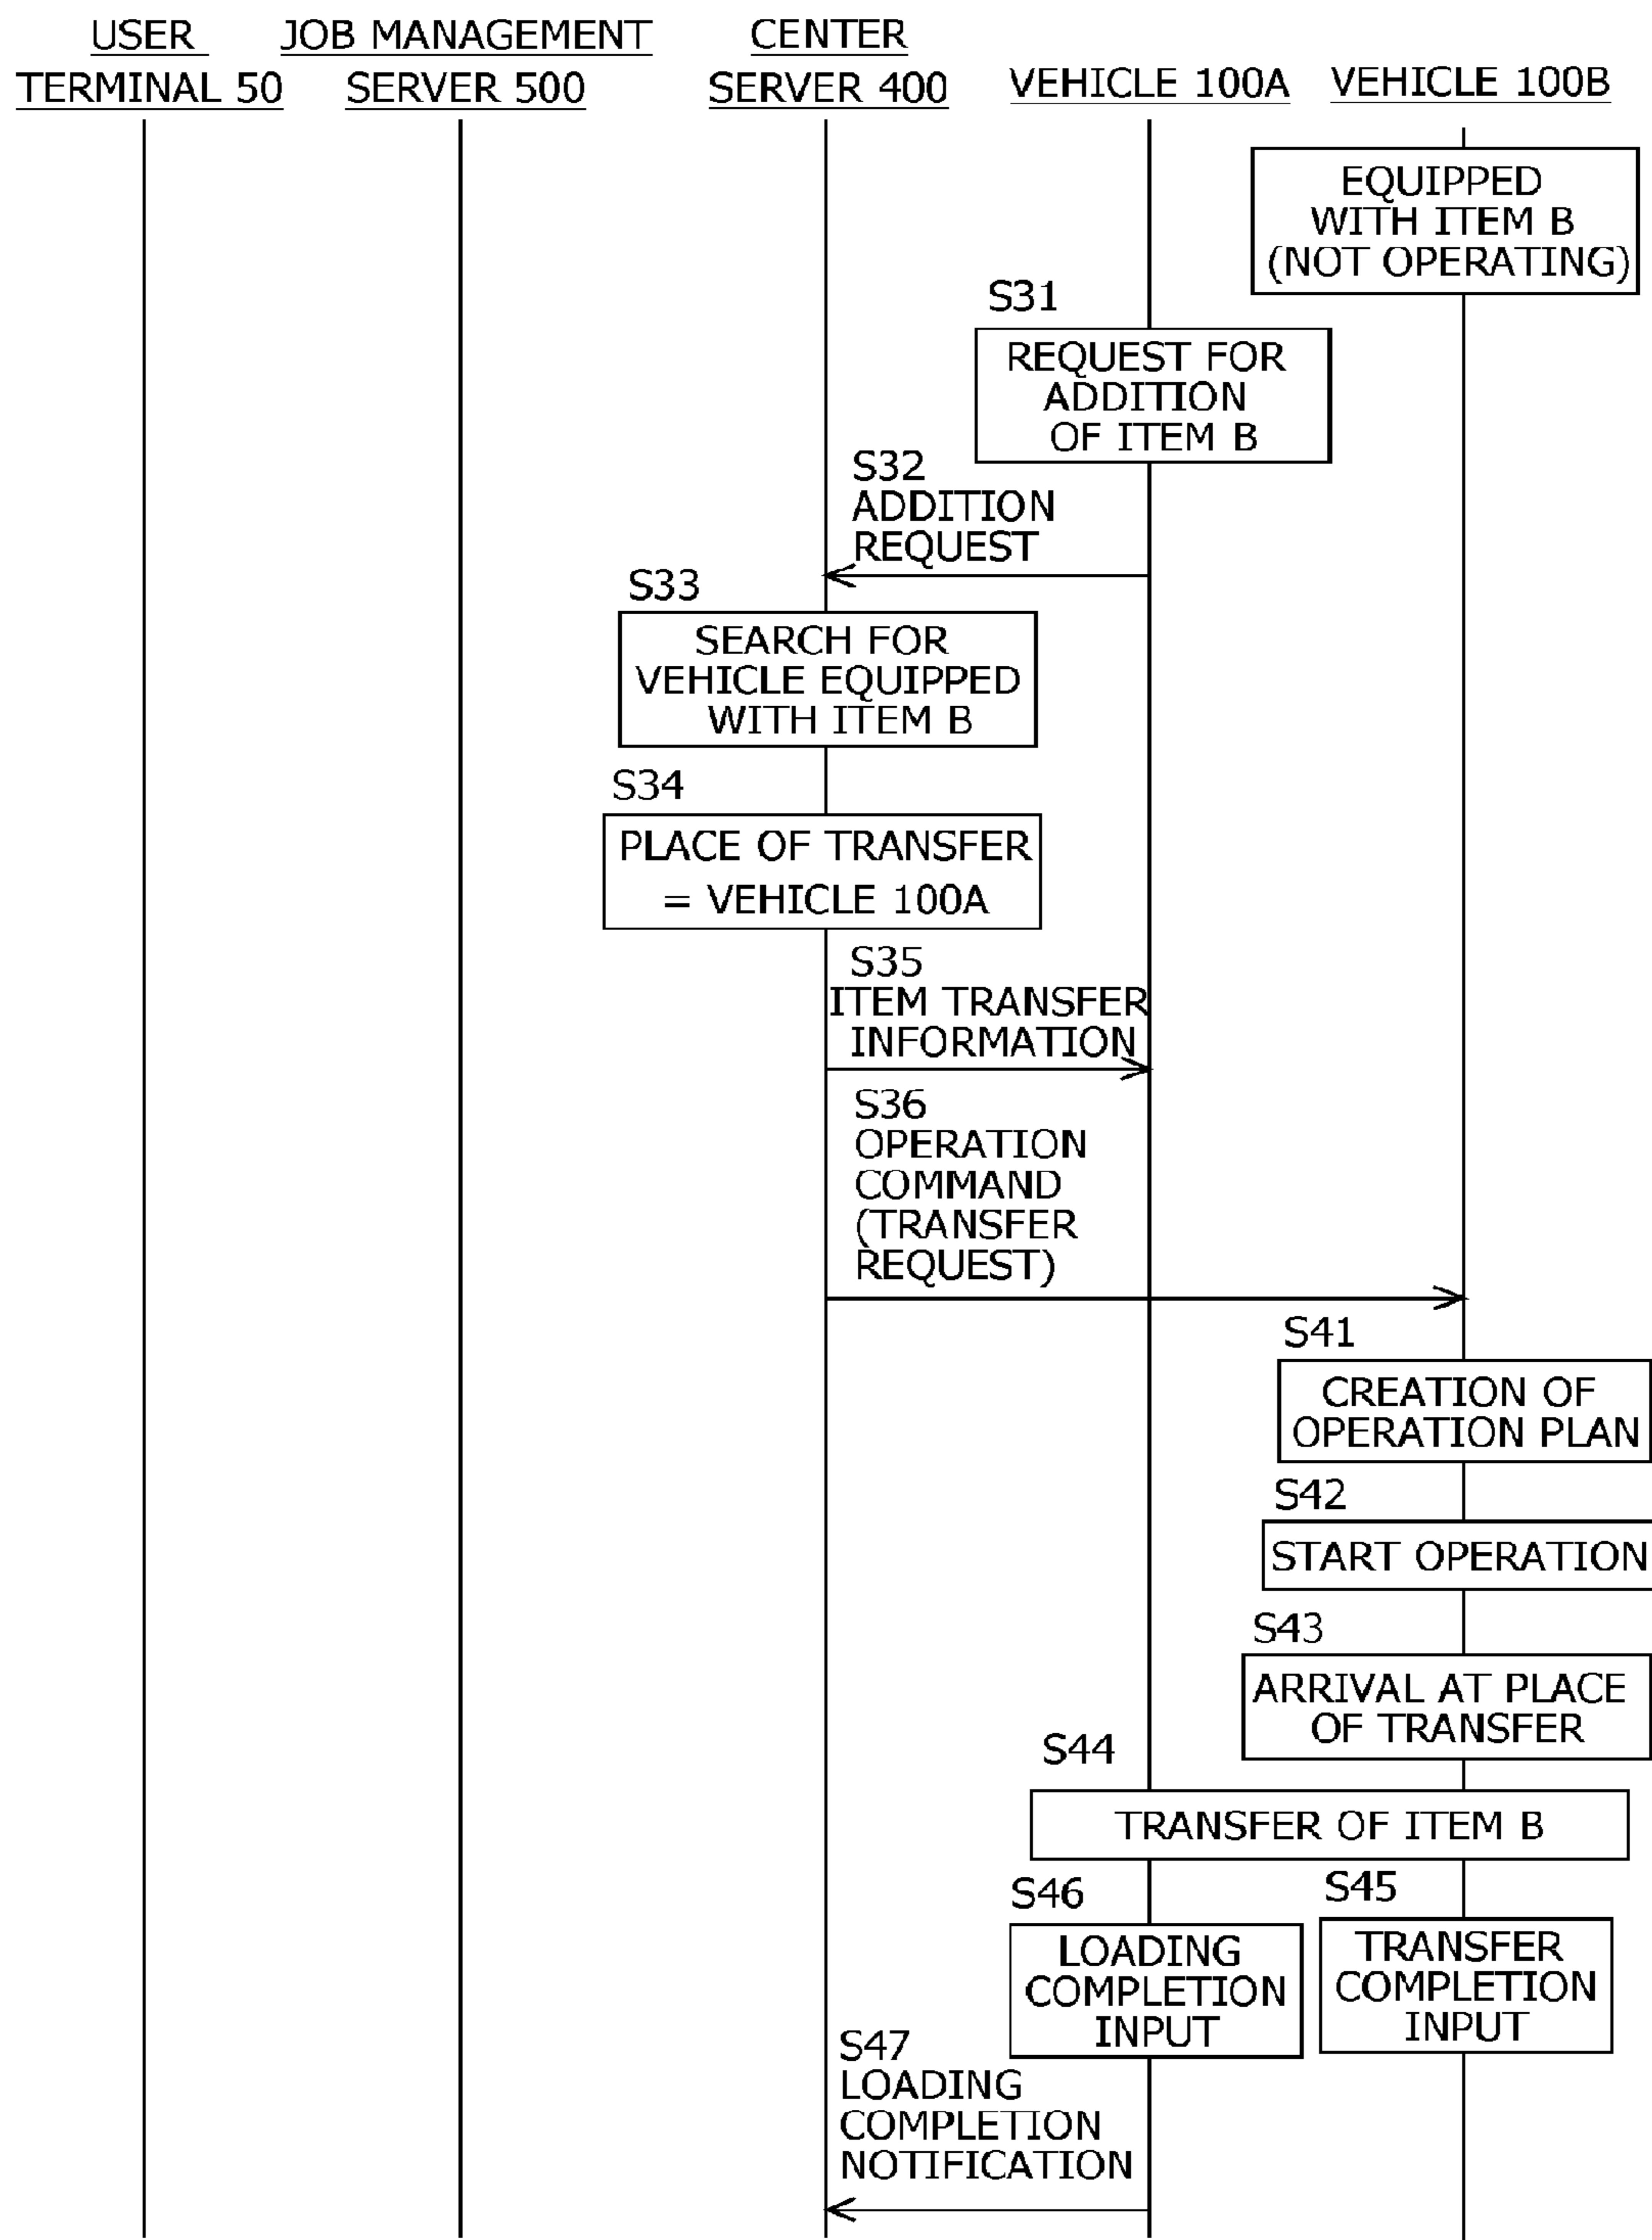 USER
TERMINAL 50
JOB MANAGEMENT
SERVER 500
CENTER
SERVER 400
VEHICLE 100A
VEHICLE 100B
EQUIPPED
WITH ITEM B
(NOT OPERATING)
S31
REQUEST FOR
ADDITION
OF ITEM B
S32
ADDITION
REQUEST
S33
SEARCH FOR
VEHICLE EQUIPPED
WITH ITEM B
S34
PLACE OF TRANSFER
= VEHICLE 100A
S35
ITEM TRANSFER
INFORMATION
S36
OPERATION
COMMAND
(TRANSFER
REQUEST)
S41
CREATION OF
OPERATION PLAN
S42
START OPERATION
S43
ARRIVAL AT PLACE
OF TRANSFER
S44
TRANSFER OF ITEM B
S46
LOADING
COMPLETION
INPUT
S45
TRANSFER
COMPLETION
INPUT
S47
LOADING
COMPLETION
NOTIFICATION